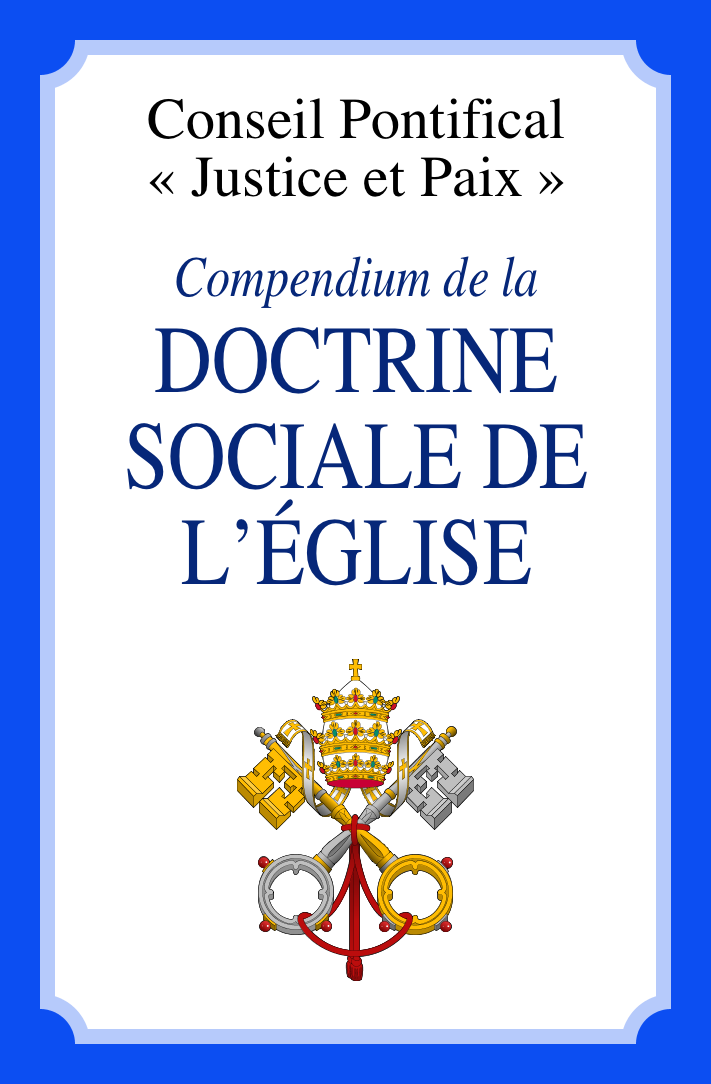 Conseil Pontifical
« Justice et Paix »
Compendium de la
DOCTRINE
SOCIALE DE
L’ÉGLISE